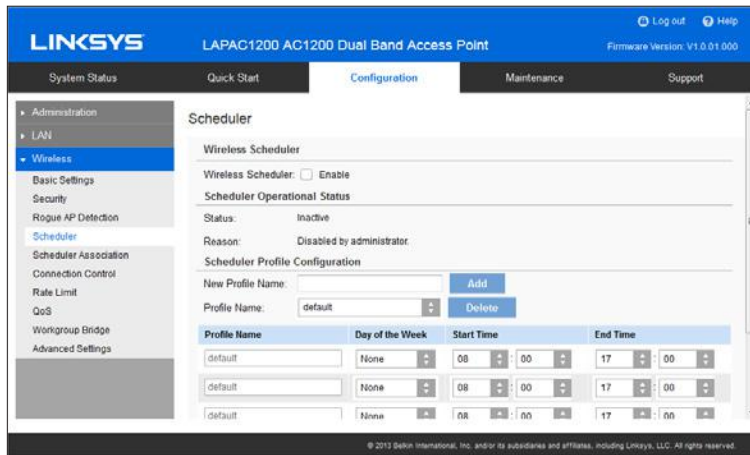 Log out Help
LINKSYS LAPAC1200 AC1200 Dual Band Access Point Firmware Version: V1.0.01.000
System Status Quick Start Configuration Maintenance Support
Administration
LAN
Wireless
Basic Settings
Security
Rogue AP Detection
Scheduler
Scheduler Association
Connection Control
Rate Limit
QoS
Workgroup Bridge
Advanced Settings
Scheduler
Wireless Scheduler
Wireless Scheduler: Enable
Scheduler Operational Status
Status: Inactive
Reason: Disabled by administrator.
Scheduler Profile Configuration
New Profile Name: Add
Profile Name: default Delete
Profile Name Day of the Week Start Time End Time
default None 08 : 00 17 : 00
default None 08 : 00 17 : 00
default None 08 : 00 17 : 00
© 2013 Belkin International, Inc. and/or its subsidiaries and affiliates, including Linksys, LLC. All rights reserved.